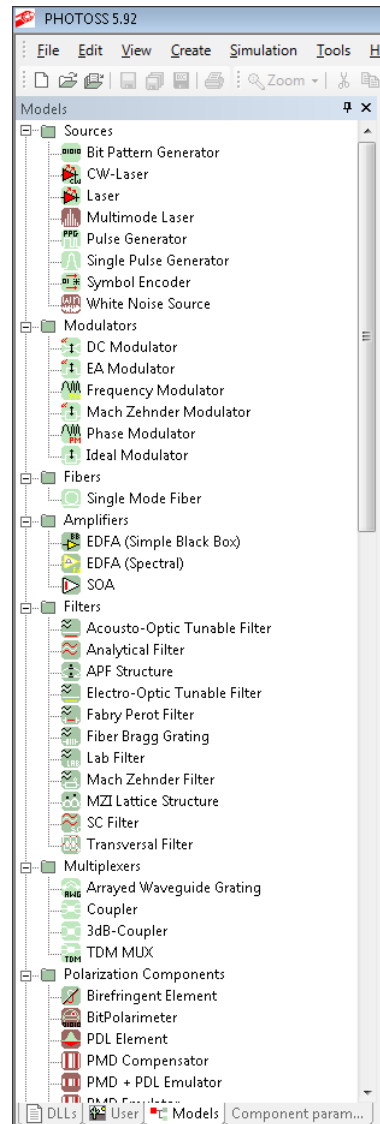 PHOTOSS 5.92
File Edit View Create Simulation Tools H
Zoom
Models
Sources
Bit Pattern Generator
CW-Laser
Laser
Multimode Laser
Pulse Generator
Single Pulse Generator
Symbol Encoder
White Noise Source
Modulators
DC Modulator
EA Modulator
Frequency Modulator
Mach Zehnder Modulator
Phase Modulator
Ideal Modulator
Fibers
Single Mode Fiber
Amplifiers
EDFA (Simple Black Box)
EDFA (Spectral)
SOA
Filters
Acousto-Optic Tunable Filter
Analytical Filter
APF Structure
Electro-Optic Tunable Filter
Fabry Perot Filter
Fiber Bragg Grating
Lab Filter
Mach Zehnder Filter
MZI Lattice Structure
SC Filter
Transversal Filter
Multiplexers
Arrayed Waveguide Grating
Coupler
3dB-Coupler
TDM MUX
Polarization Components
Birefringent Element
BitPolarimeter
PDL Element
PMD Compensator
PMD + PDL Emulator
PMD Emulator
DLLs User Models Component param...